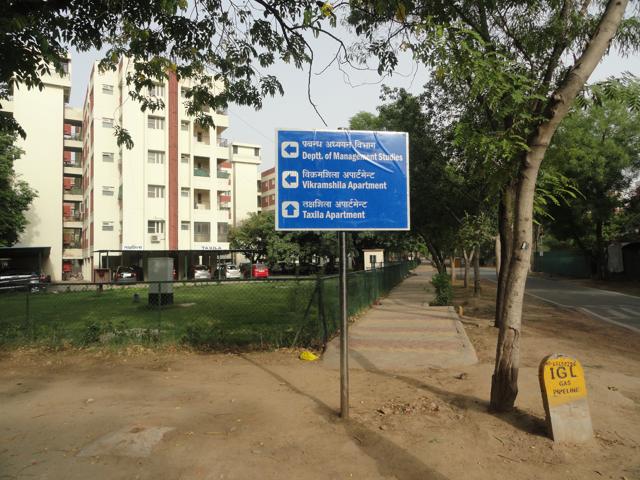 प्रबन्ध अध्ययन विभाग
Deptt. of Management Studies
विक्रमशिला अपार्टमेन्ट
Vikramshila Apartment
तक्षशिला अपार्टमेन्ट
Taxila Apartment
TAXILA
IGL
GAS
PIPELINE